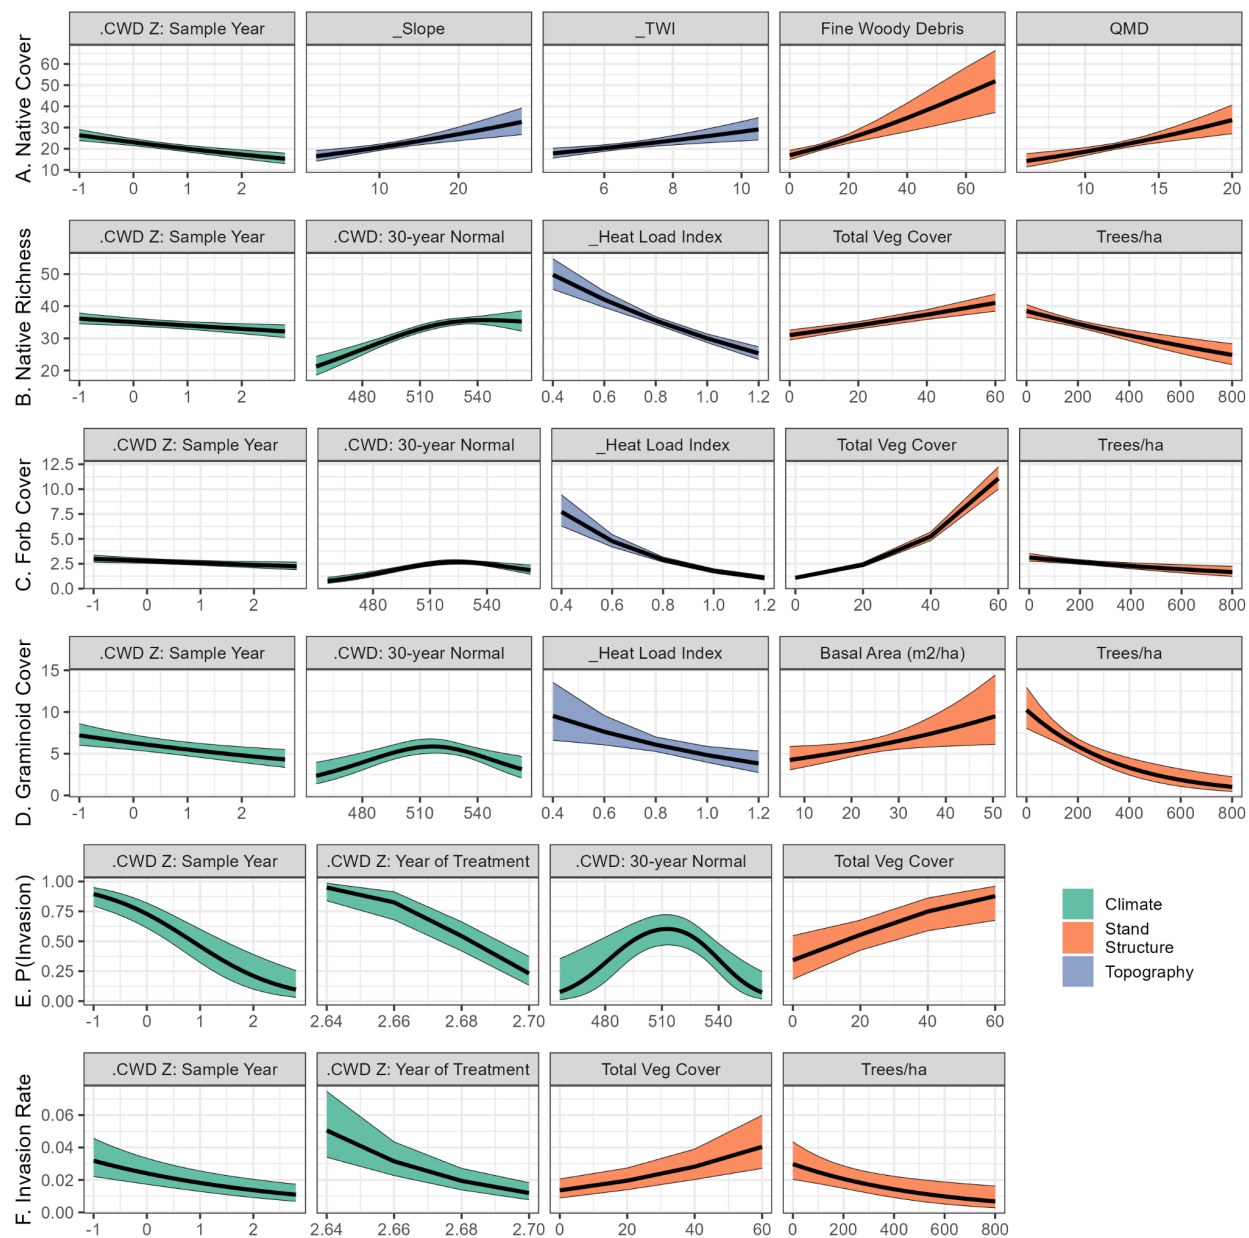 .CWD Z: Sample Year _Slope _TWI Fine Woody Debris QMD
A. Native Cover
60
50
40
30
20
10
-1 0 1 2 10 20 6 8 10 0 20 40 60 10 15 20
.CWD Z: Sample Year .CWD: 30-year Normal _Heat Load Index Total Veg Cover Trees/ha
B. Native Richness
50
40
30
20
-1 0 1 2 480 510 540 0.4 0.6 0.8 1.0 1.2 0 20 40 60 0 200 400 600 800
.CWD Z: Sample Year .CWD: 30-year Normal _Heat Load Index Total Veg Cover Trees/ha
C. Forb Cover
12.5
10.0
7.5
5.0
2.5
0.0
-1 0 1 2 480 510 540 0.4 0.6 0.8 1.0 1.2 0 20 40 60 0 200 400 600 800
.CWD Z: Sample Year .CWD: 30-year Normal _Heat Load Index Basal Area (m2/ha) Trees/ha
D. Graminoid Cover
15
10
5
0
-1 0 1 2 480 510 540 0.4 0.6 0.8 1.0 1.2 10 20 30 40 50 0 200 400 600 800
.CWD Z: Sample Year .CWD Z: Year of Treatment .CWD: 30-year Normal Total Veg Cover
E. P(Invasion)
1.00
0.75
0.50
0.25
0.00
-1 0 1 2 2.64 2.66 2.68 2.70 480 510 540 0 20 40 60
Climate
Stand
Structure
Topography
.CWD Z: Sample Year .CWD Z: Year of Treatment Total Veg Cover Trees/ha
F. Invasion Rate
0.06
0.04
0.02
0.00
-1 0 1 2 2.64 2.66 2.68 2.70 0 20 40 60 0 200 400 600 800